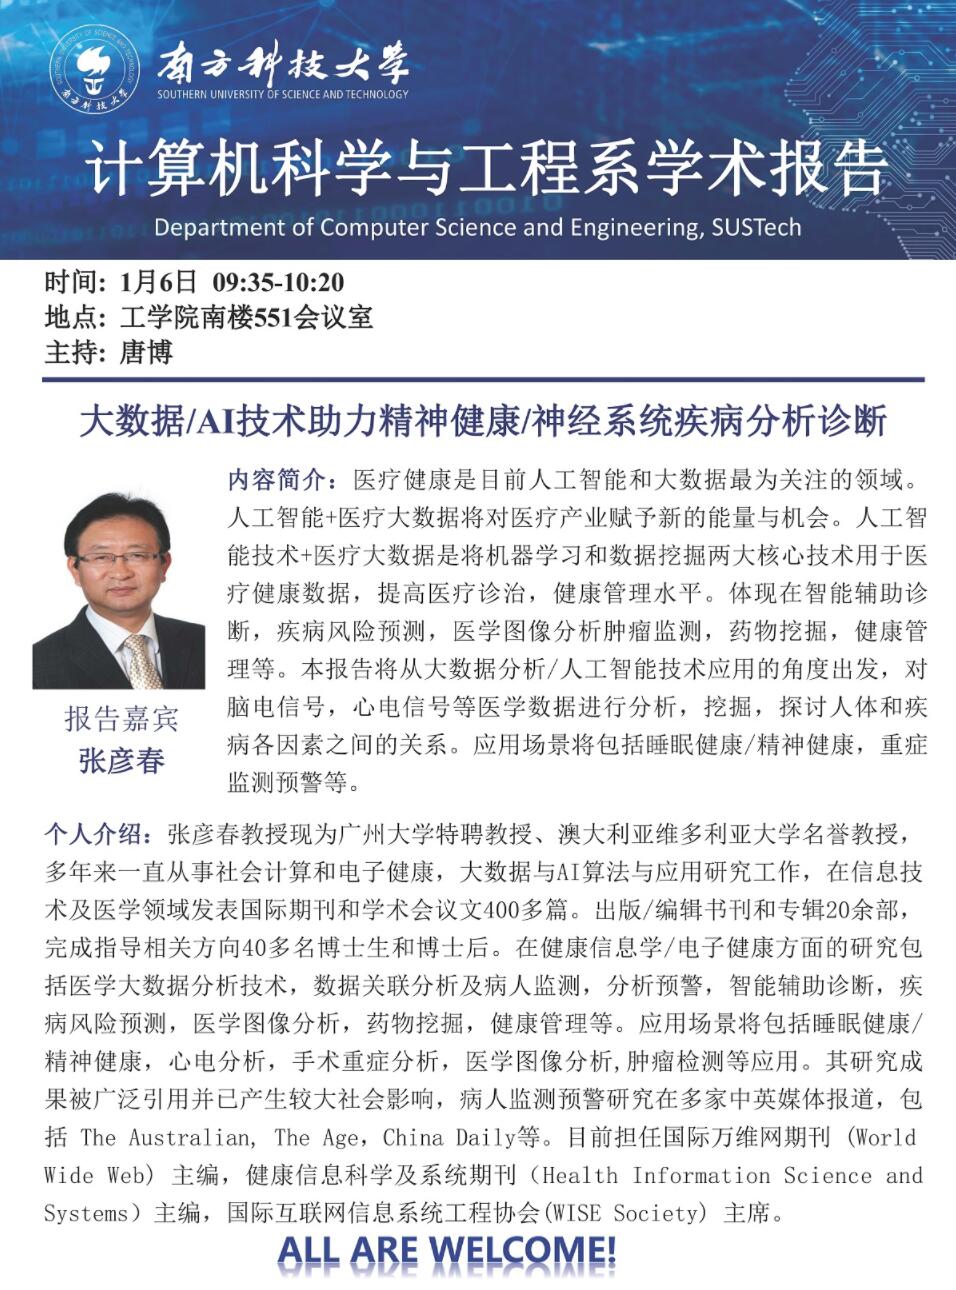 南方科技大学
SOUTHERN UNIVERSITY OF SCIENCE AND TECHNOLOGY
计算机科学与工程系学术报告
Department of Computer Science and Engineering, SUSTech
时间: 1月6日 09:35-10:20
地点: 工学院南楼551会议室
主持: 唐博
大数据/AI技术助力精神健康/神经系统疾病分析诊断
内容简介：医疗健康是目前人工智能和大数据最为关注的领域。
人工智能+医疗大数据将对医疗产业赋予新的能量与机会。人工智
能技术+医疗大数据是将机器学习和数据挖掘两大核心技术用于医
疗健康数据，提高医疗诊治，健康管理水平。体现在智能辅助诊
断，疾病风险预测，医学图像分析肿瘤监测，药物挖掘，健康管
理等。本报告将从大数据分析/人工智能技术应用的角度出发，对
脑电信号，心电信号等医学数据进行分析，挖掘，探讨人体和疾
病各因素之间的关系。应用场景将包括睡眠健康/精神健康，重症
监测预警等。
报告嘉宾
张彦春
个人介绍：张彦春教授现为广州大学特聘教授、澳大利亚维多利亚大学名誉教授，
多年来一直从事社会计算和电子健康，大数据与AI算法与应用研究工作，在信息技
术及医学领域发表国际期刊和学术会议文400多篇。出版/编辑书刊和专辑20余部，
完成指导相关方向40多名博士生和博士后。在健康信息学/电子健康方面的研究包
括医学大数据分析技术，数据关联分析及病人监测，分析预警，智能辅助诊断，疾
病风险预测，医学图像分析，药物挖掘，健康管理等。应用场景将包括睡眠健康/
精神健康，心电分析，手术重症分析，医学图像分析,肿瘤检测等应用。其研究成
果被广泛引用并已产生较大社会影响，病人监测预警研究在多家中英媒体报道，包
括 The Australian, The Age，China Daily等。目前担任国际万维网期刊 (World
Wide Web) 主编，健康信息科学及系统期刊（Health Information Science and
Systems）主编，国际互联网信息系统工程协会(WISE Society) 主席。
ALL ARE WELCOME!